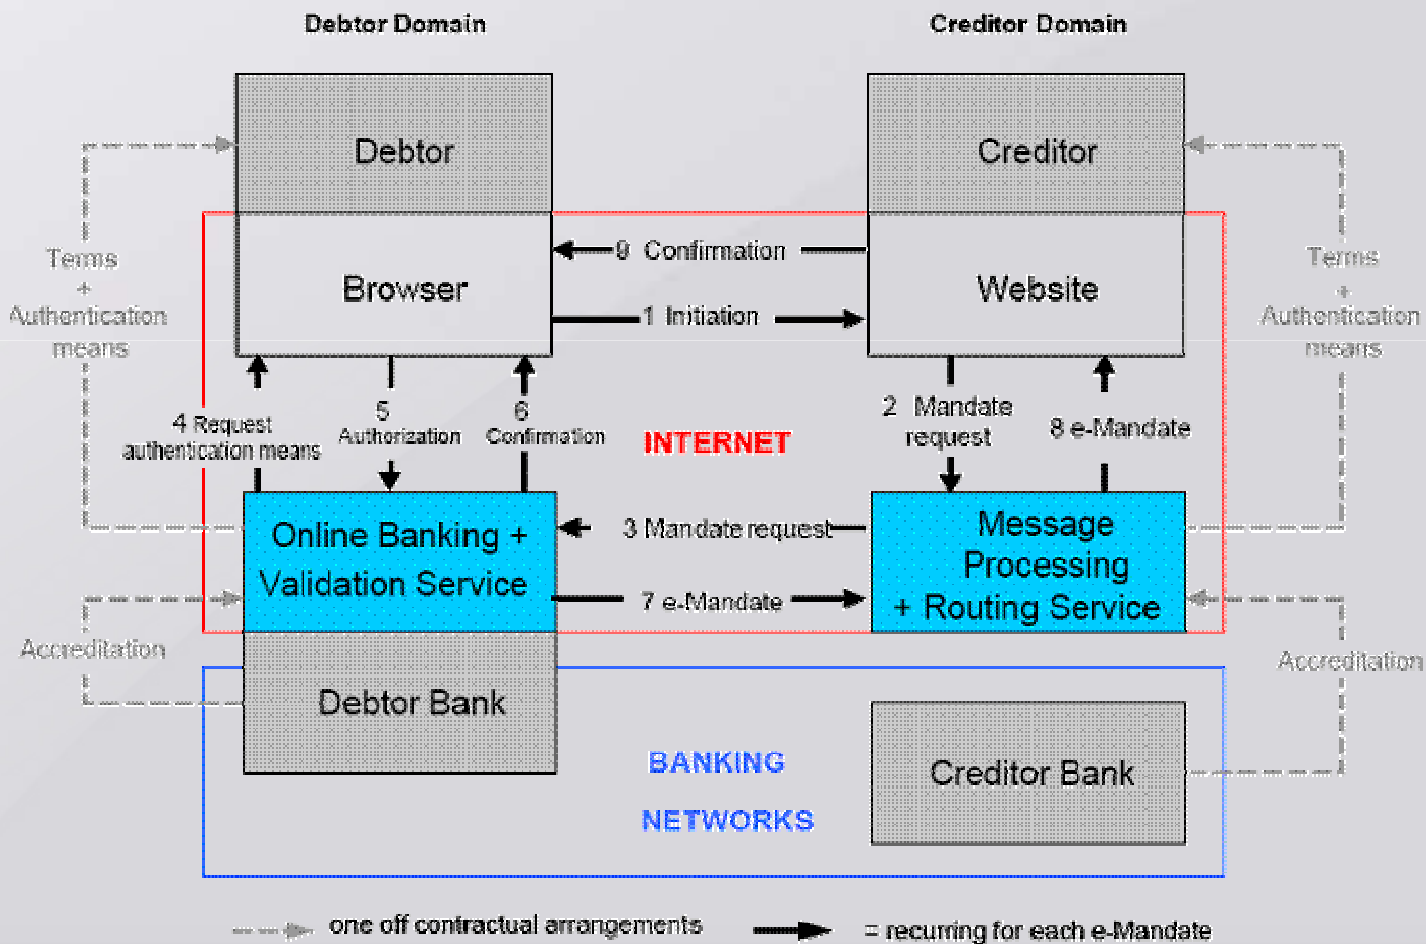 Debtor Domain
Creditor Domain
Debtor
Creditor
Terms
+
Authentication
means
Browser
9 Confirmation
1 Initiation
Website
Terms
+
Authentication
means
4 Request
authentication means
5
Authorization
6
Confirmation
INTERNET
2 Mandate
request
8 e-Mandate
Online Banking +
Validation Service
3 Mandate request
7 e-Mandate
Message
Processing
+ Routing Service
Accreditation
Accreditation
Debtor Bank
BANKING
NETWORKS
Creditor Bank
one off contractual arrangements
= recurring for each e-Mandate